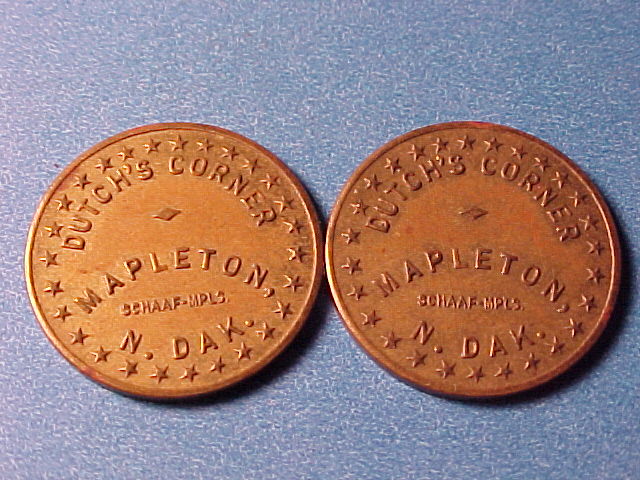 DUTCH'S CORNER
MAPLETON,
SCHAAF-MPLS.
N. DAK.
DUTCH'S CORNER
MAPLETON,
SCHAAF-MPLS.
N. DAK.